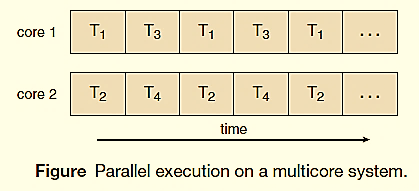 core 1 T₁ T₃ T₁ T₃ T₁ ...
core 2 T₂ T₄ T₂ T₄ T₂ ...
time
Figure Parallel execution on a multicore system.